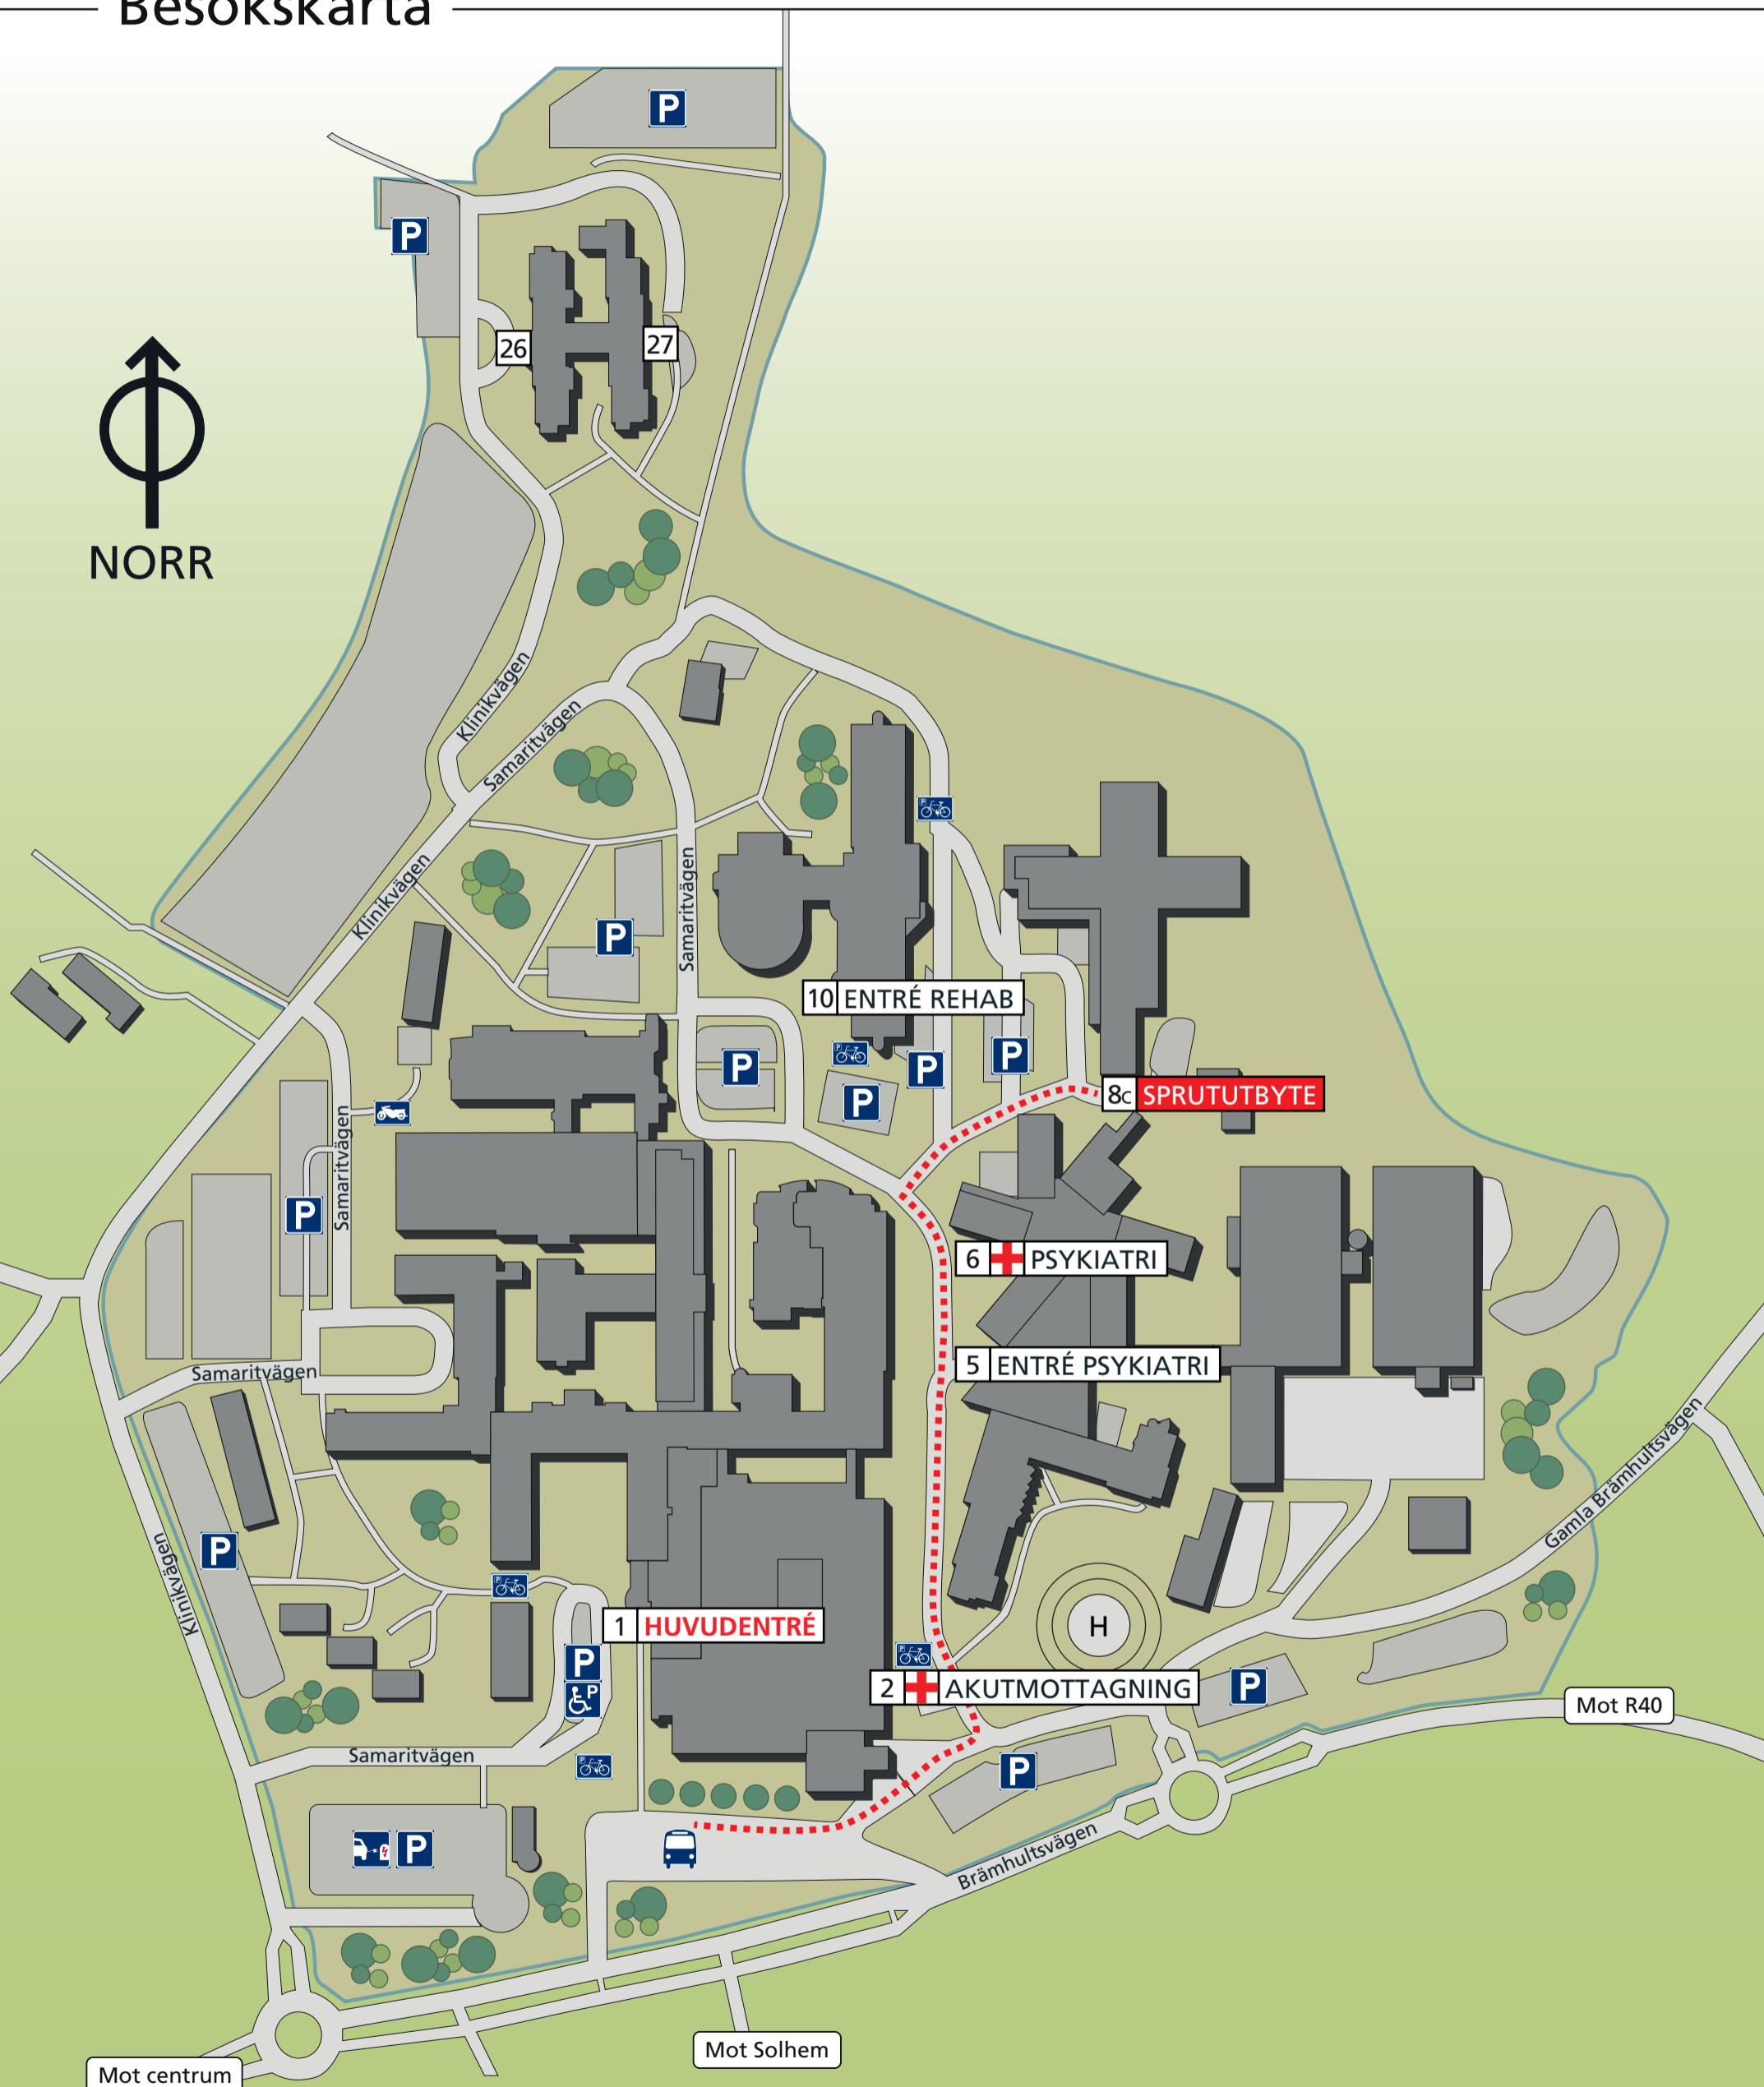 Besökskarta
P
P
26
27
NORR
Klinikvägen
Samaritvägen
P
Klinikvägen
Samaritvägen
P
10 ENTRÉ REHAB
P
P
P
P
8c SPRUTUTBYTE
Samaritvägen
P
6 PSYKIATRI
5 ENTRÉ PSYKIATRI
Samaritvägen
Gamla Brämhultsvägen
P
Klinikvägen
P
1 HUVUDENTRÉ
H
P
P
P
2 AKUTMOTTAGNING
P
Mot R40
Samaritvägen
P
P
P
Brämhultsvägen
Mot Solhem
Mot centrum